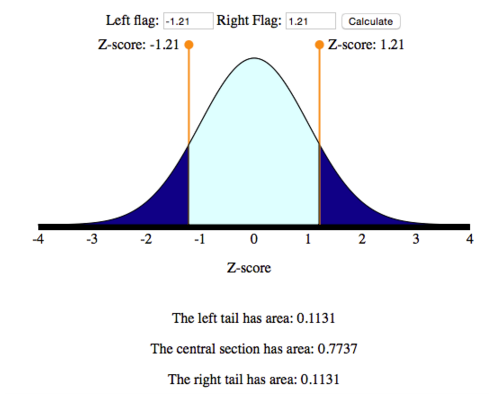 Left flag: -1.21 Right Flag: 1.21 Calculate
Z-score: -1.21 Z-score: 1.21
-4 -3 -2 -1 0 1 2 3 4
Z-score
The left tail has area: 0.1131
The central section has area: 0.7737
The right tail has area: 0.1131